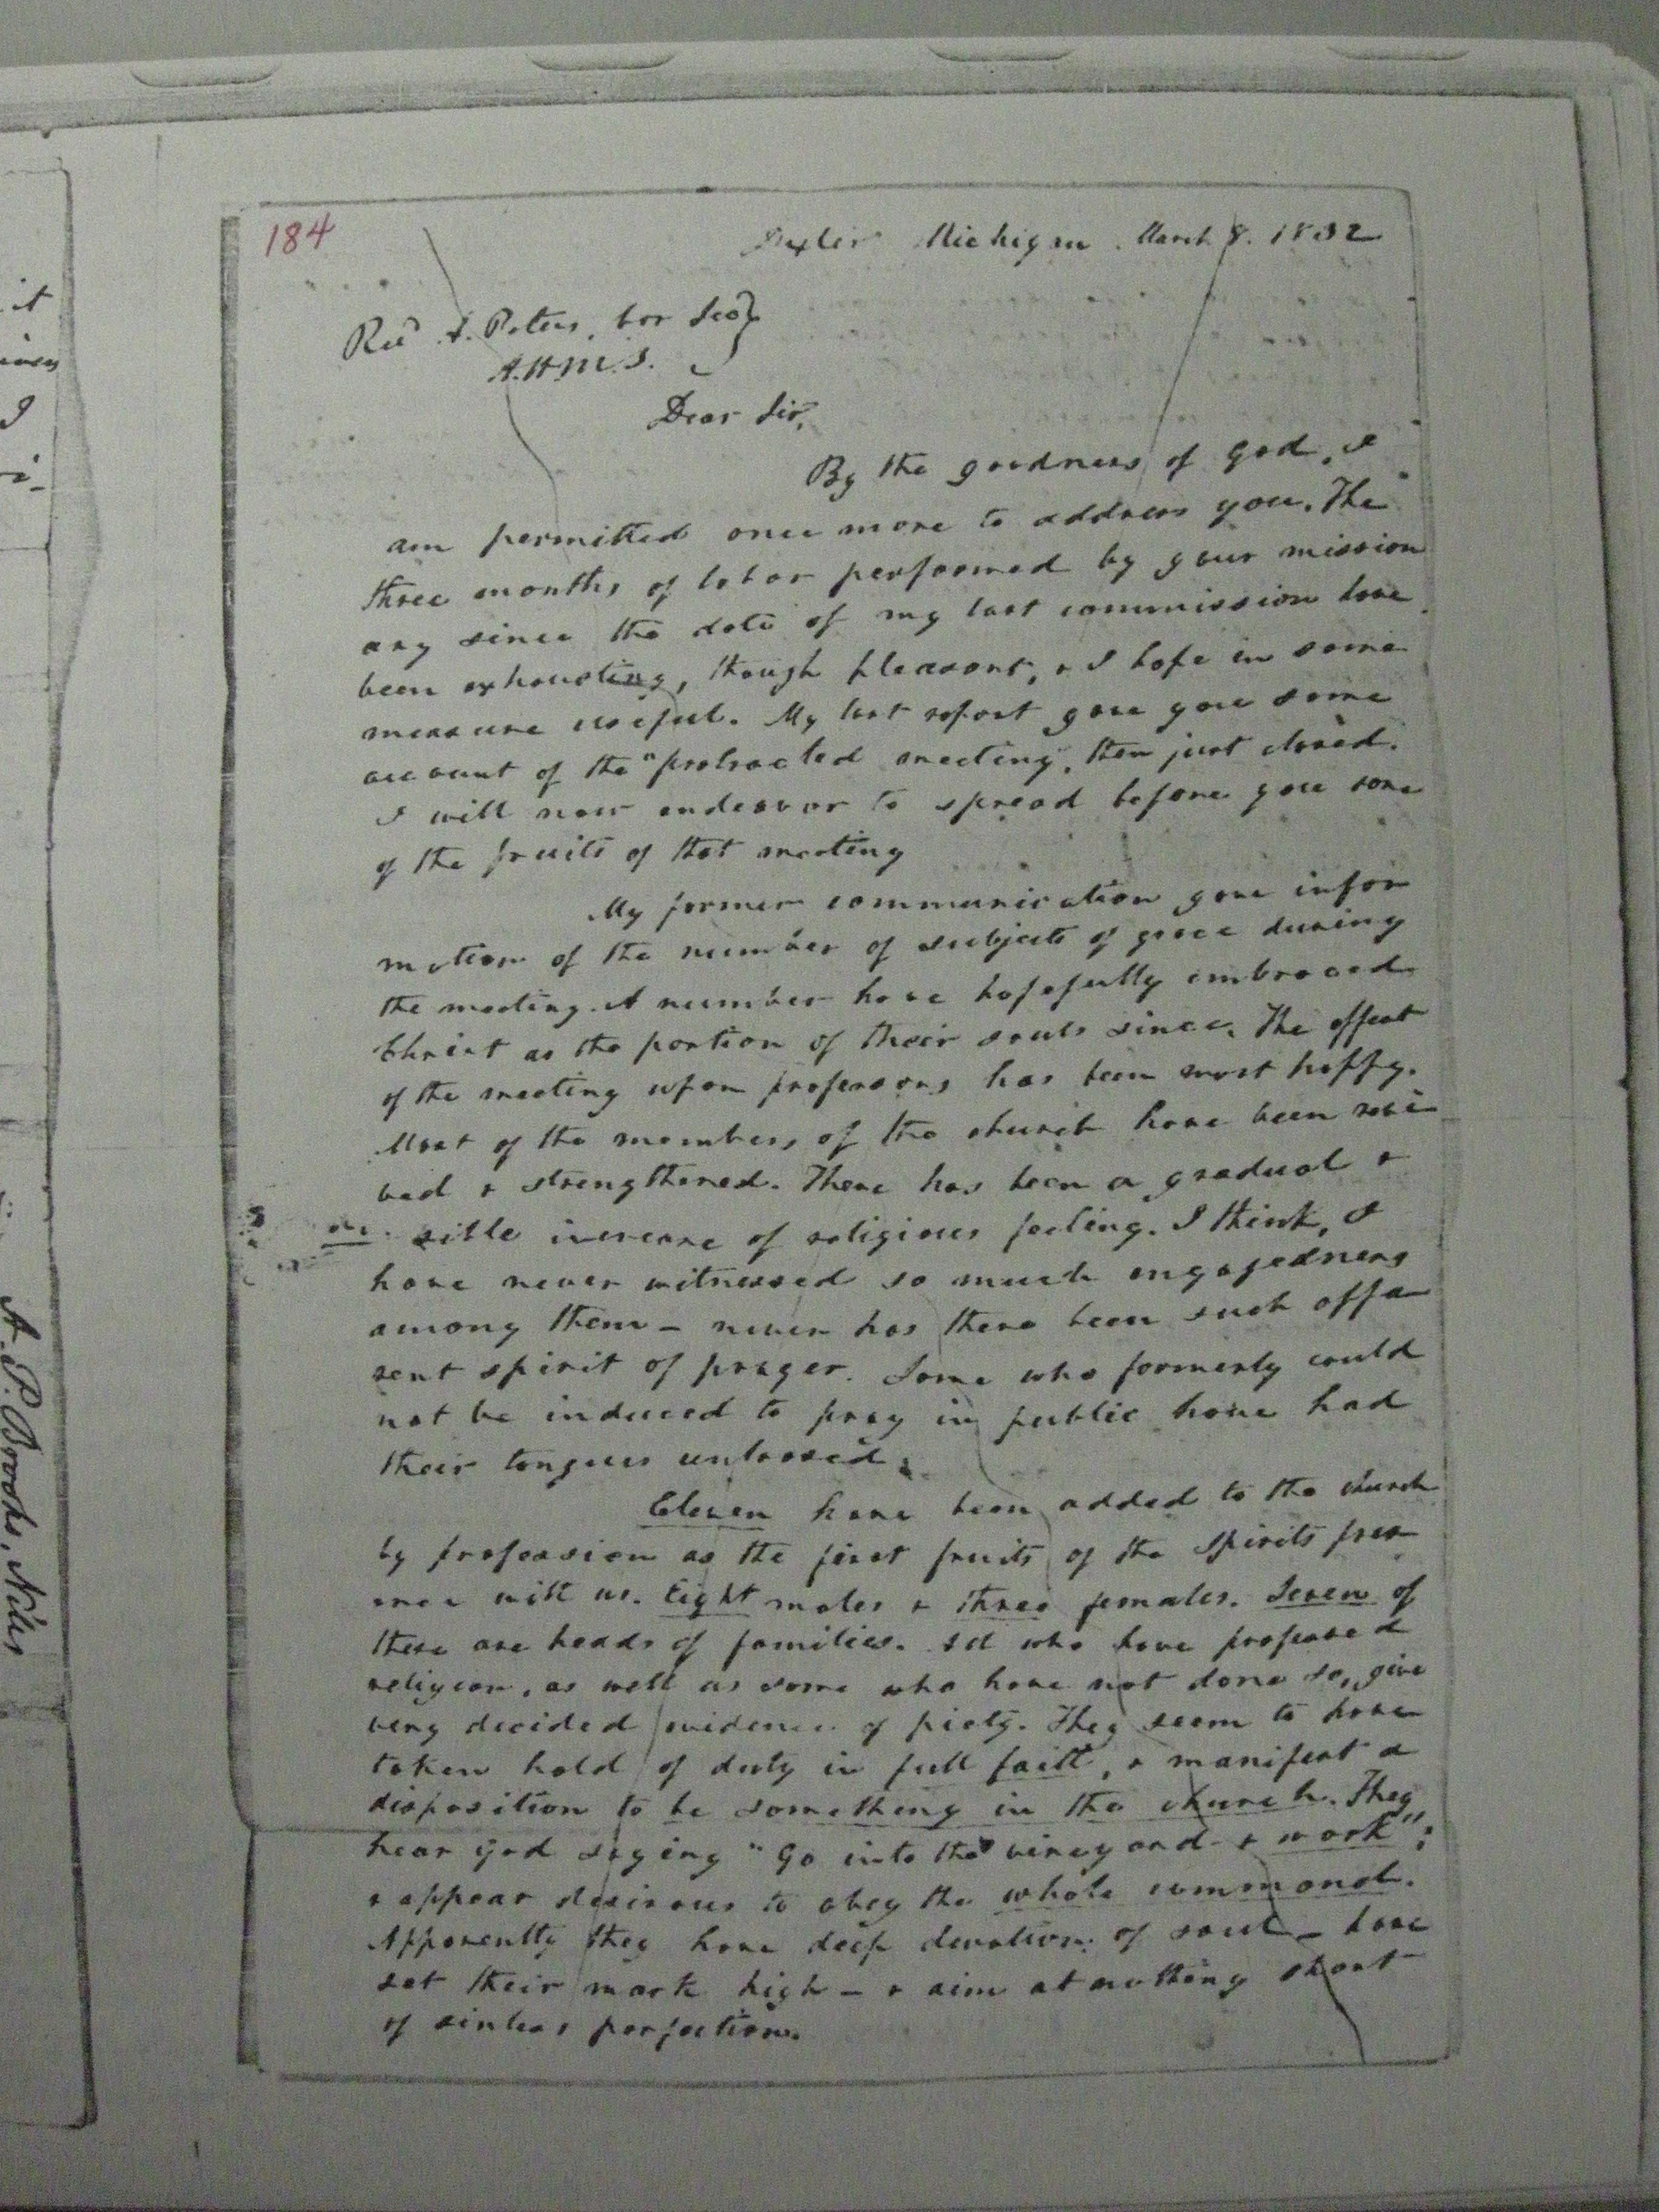 184
Dexter Michigan. March 8. 1832
Revd A. Peters, Cor Secy
A.H.M.S.
Dear Sir,
By the goodness of God, I
am permitted once more to address you. The
three months of labor performed by your mission
ary since the date of my last commission have
been exhausting, though pleasant, & I hope in some
measure useful. My last report gave you some
account of the "protracted meeting, then just closed.
I will now endeavor to spread before you some
of the fruits of that meeting
My former communication gave infor
mation of the number of subjects of grace during
the meeting. A number have hopefully embraced
Christ as the portion of their souls since. The effect
of the meeting upon professors has been most happy.
Most of the members of the church have been revi
ved & strengthened. There has been a gradual &
sible increase of religious feeling. I think, I
have never witnessed so much engagedness
among them – never has there been such appa
rent spirit of prayer. Some who formerly could
not be induced to pray in public have had
their tongues unloosed.
Eleven have been added to the church
by profession as the first fruits of the Spirits pres
ence with us. Eight males & three females. Seven of
these are heads of families. All who have professed
religion, as well as some who have not done so, give
very decided evidence of piety. They seem to have
taken hold of duty in full faith, & manifest a
disposition to be something in the church. They
hear God saying "Go into the vineyard & work";
& appear desirous to obey the whole command.
Apparently they have deep devotion of soul – have
set their mark high – & aim at nothing short
of sinless perfection.
it
I
A.P. Brooks, Niles